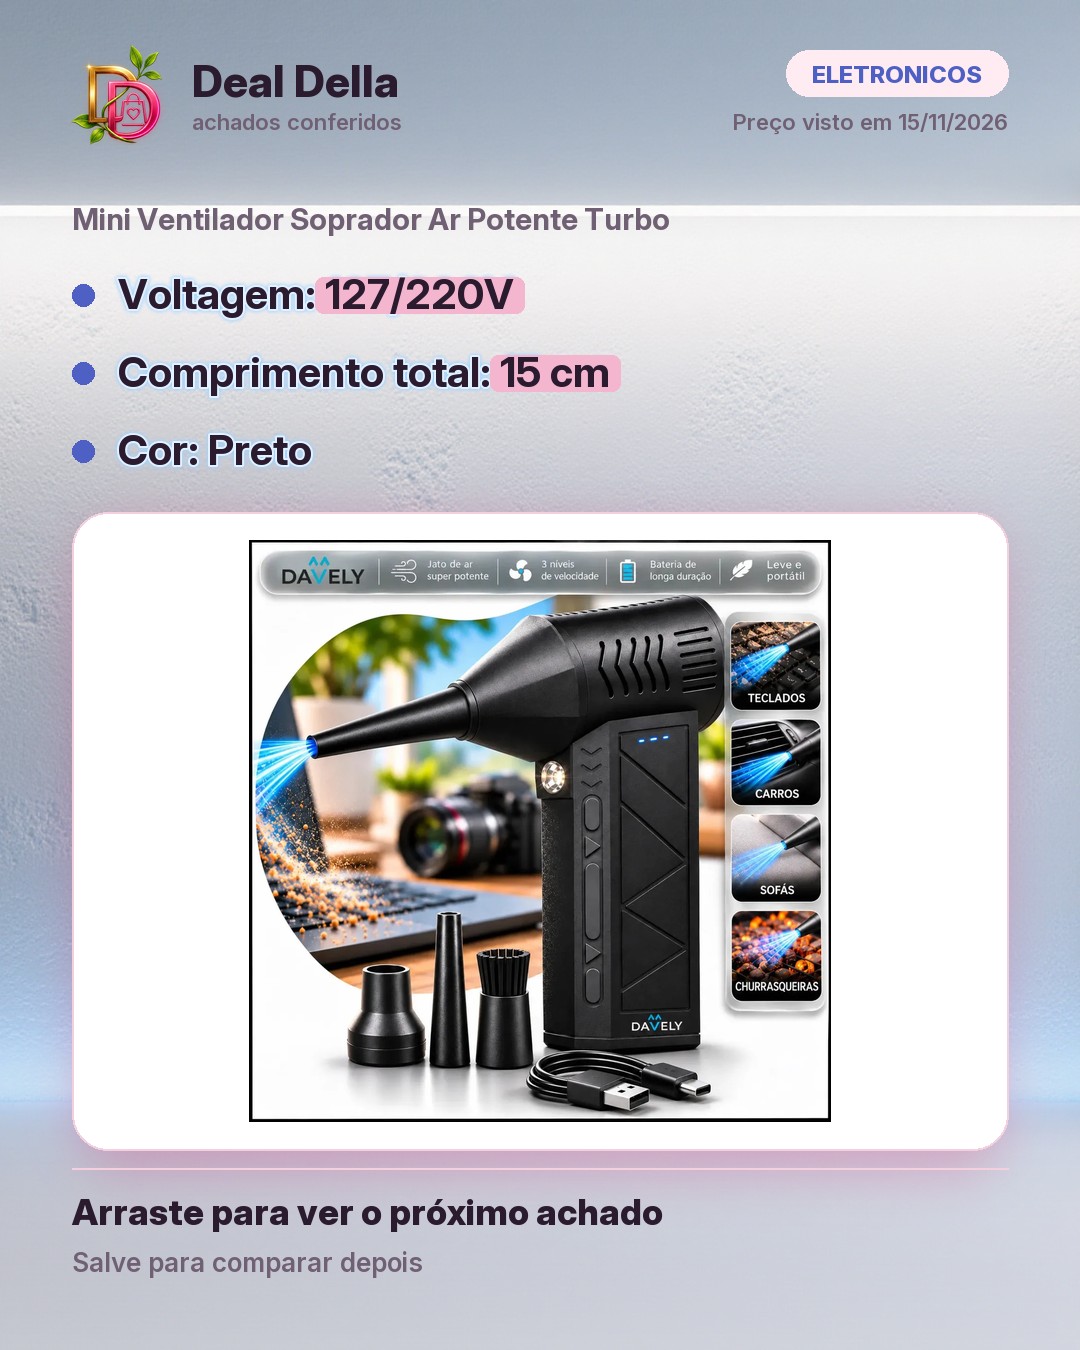 Deal Della
achados conferidos
ELETRONICOS
Preço visto em 15/11/2026
Mini Ventilador Soprador Ar Potente Turbo
Voltagem: 127/220V
Comprimento total: 15 cm
Cor: Preto
DAVELY
Jato de ar
super potente
3 níveis
de velocidade
Bateria de
longa duração
Leve e
portátil
TECLADOS
CARROS
SOFÁS
CHURRASQUEIRAS
DAVELY
Arraste para ver o próximo achado
Salve para comparar depois